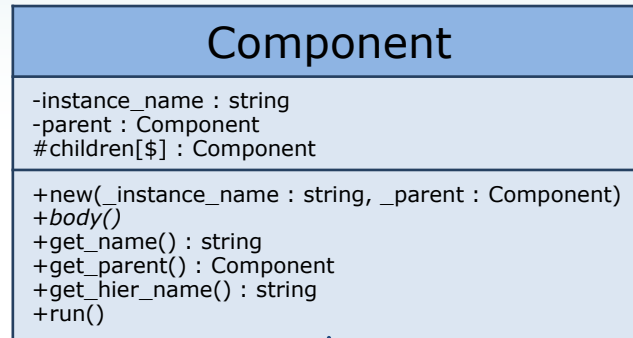 Component
-instance_name : string
-parent : Component
#children[$] : Component
+new(_instance_name : string, _parent : Component)
+body()
+get_name() : string
+get_parent() : Component
+get_hier_name() : string
+run()